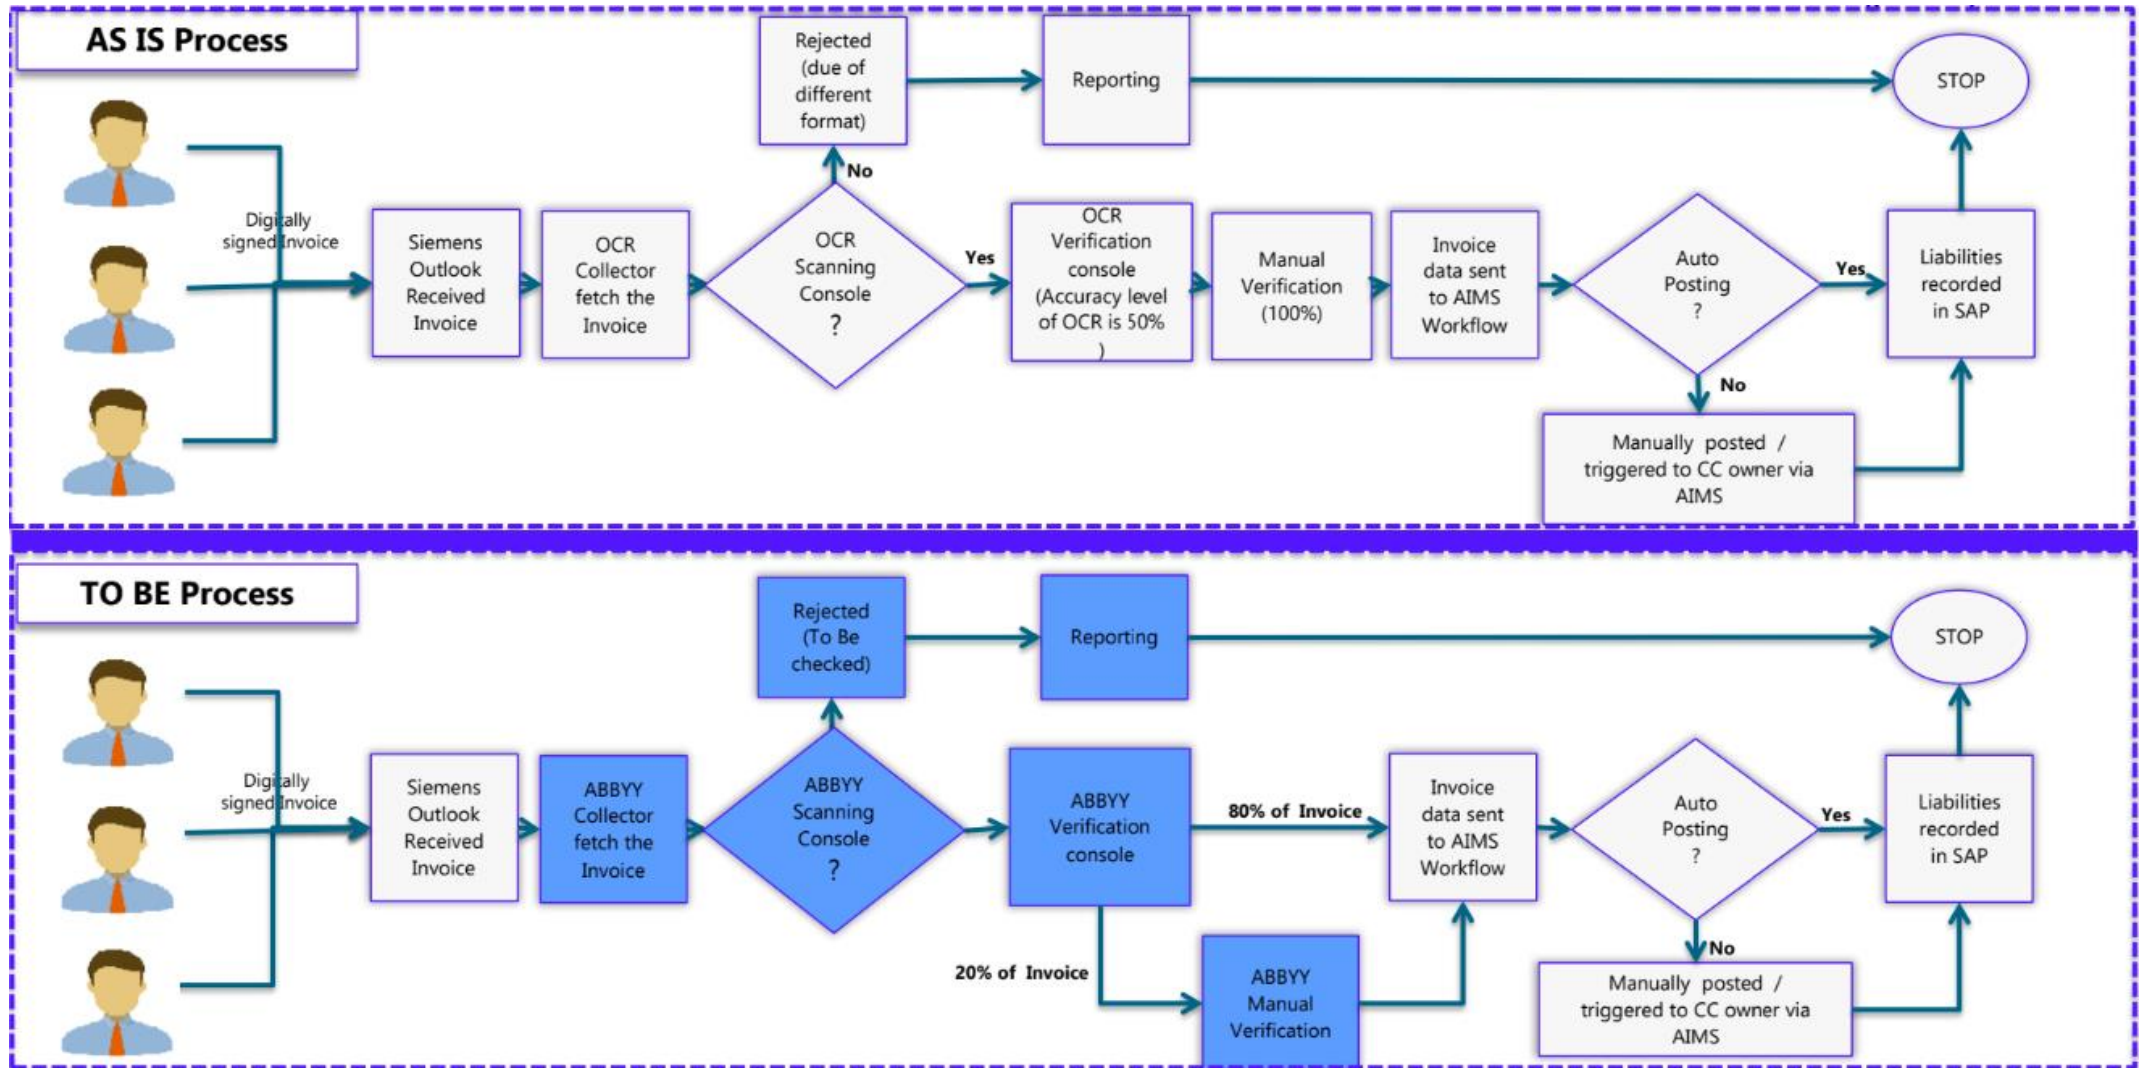 AS IS Process
Rejected
(due of
different
format)
Reporting
STOP
No
Digitally
signed Invoice
Siemens
Outlook
Received
Invoice
OCR
Collector
fetch the
Invoice
OCR
Scanning
Console
?
Yes
OCR
Verification
console
(Accuracy level
of OCR is 50%
)
Manual
Verification
(100%)
Invoice
data sent
to AIMS
Workflow
Auto
Posting
?
Yes
Liabilities
recorded
in SAP
No
Manually posted /
triggered to CC owner via
AIMS
TO BE Process
Rejected
(To Be
checked)
Reporting
STOP
Digitally
signed Invoice
Siemens
Outlook
Received
Invoice
ABBYY
Collector
fetch the
Invoice
ABBYY
Scanning
Console
?
ABBYY
Verification
console
80% of Invoice
Invoice
data sent
to AIMS
Workflow
Auto
Posting
?
Yes
Liabilities
recorded
in SAP
20% of Invoice
ABBYY
Manual
Verification
No
Manually posted /
triggered to CC owner via
AIMS